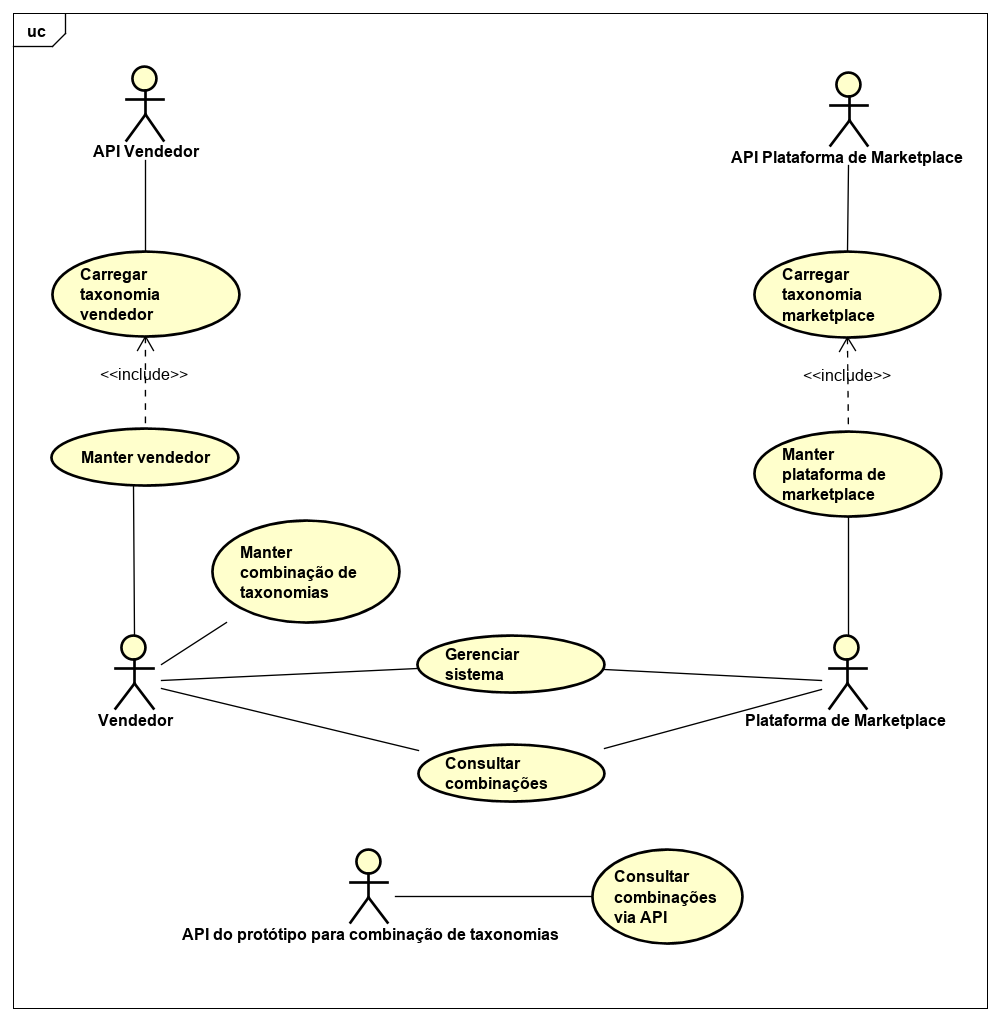 uc
API Vendedor
API Plataforma de Marketplace
Carregar
taxonomia
vendedor
Carregar
taxonomia
marketplace
<<include>>
<<include>>
Manter vendedor
Manter
plataforma de
marketplace
Manter
combinação de
taxonomias
Gerenciar
sistema
Vendedor
Plataforma de Marketplace
Consultar
combinações
Consultar
combinações
via API
API do protótipo para combinação de taxonomias